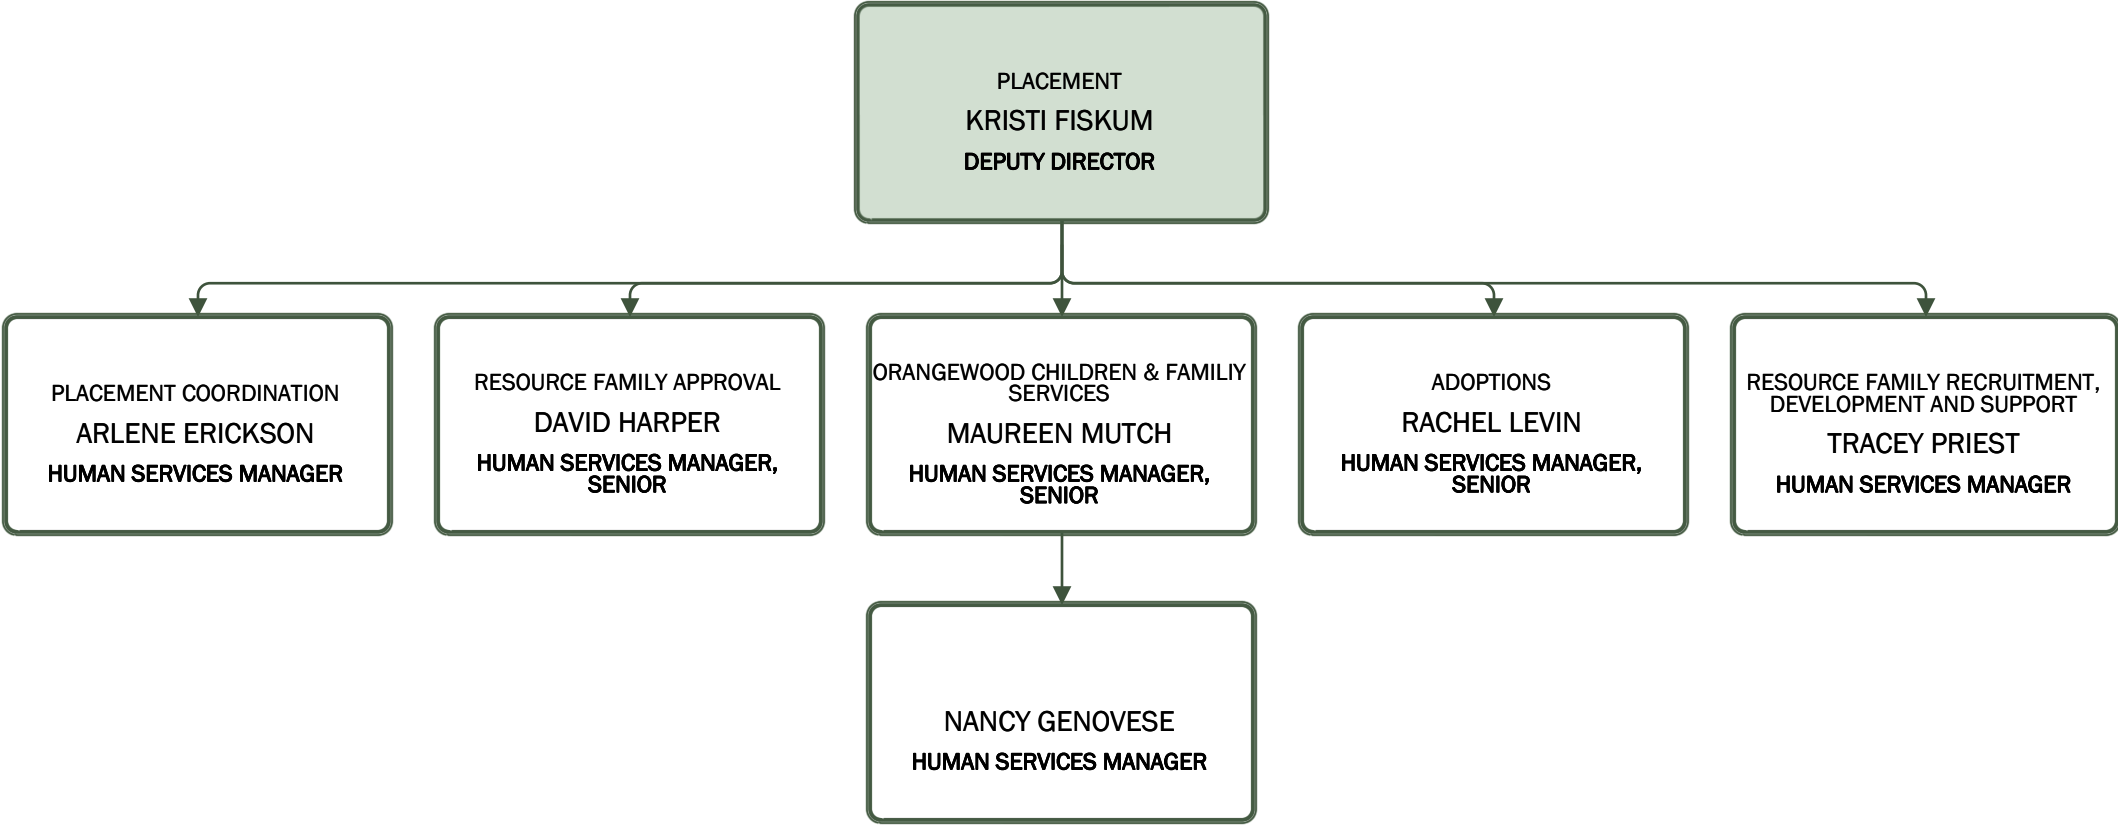 PLACEMENT
KRISTI FISKUM
DEPUTY DIRECTOR
PLACEMENT COORDINATION
ARLENE ERICKSON
HUMAN SERVICES MANAGER
RESOURCE FAMILY APPROVAL
DAVID HARPER
HUMAN SERVICES MANAGER,
SENIOR
ORANGEWOOD CHILDREN & FAMILIY
SERVICES
MAUREEN MUTCH
HUMAN SERVICES MANAGER,
SENIOR
ADOPTIONS
RACHEL LEVIN
HUMAN SERVICES MANAGER,
SENIOR
RESOURCE FAMILY RECRUITMENT,
DEVELOPMENT AND SUPPORT
TRACEY PRIEST
HUMAN SERVICES MANAGER
NANCY GENOVESE
HUMAN SERVICES MANAGER